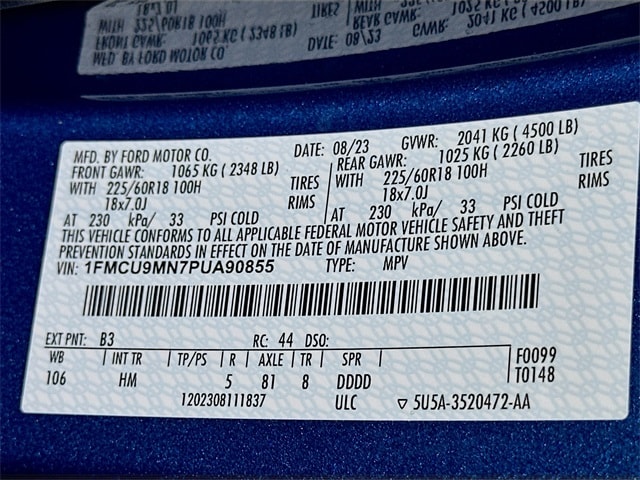 MFD. BY FORD MOTOR CO. DATE: 08/23 GVWR: 2041 KG ( 4500 LB)
FRONT GAWR: 1065 KG ( 2348 LB) REAR GAWR: 1025 KG ( 2260 LB)
WITH 225/60R18 100H TIRES WITH 225/60R18 100H TIRES
18x7.0J RIMS 18x7.0J RIMS
AT 230 kPa/ 33 PSI COLD AT 230 kPa/ 33 PSI COLD
THIS VEHICLE CONFORMS TO ALL APPLICABLE FEDERAL MOTOR VEHICLE SAFETY AND THEFT
PREVENTION STANDARDS IN EFFECT ON THE DATE OF MANUFACTURE SHOWN ABOVE.
VIN: 1FMCU9MN7PUA90855 TYPE: MPV
EXT PNT: B3 RC: 44 DSO:
WB INT TR TP/PS R AXLE TR SPR F0099
106 HM 5 81 8 DDDD T0148
1202308111837 ULC ▽ 5U5A-3520472-AA